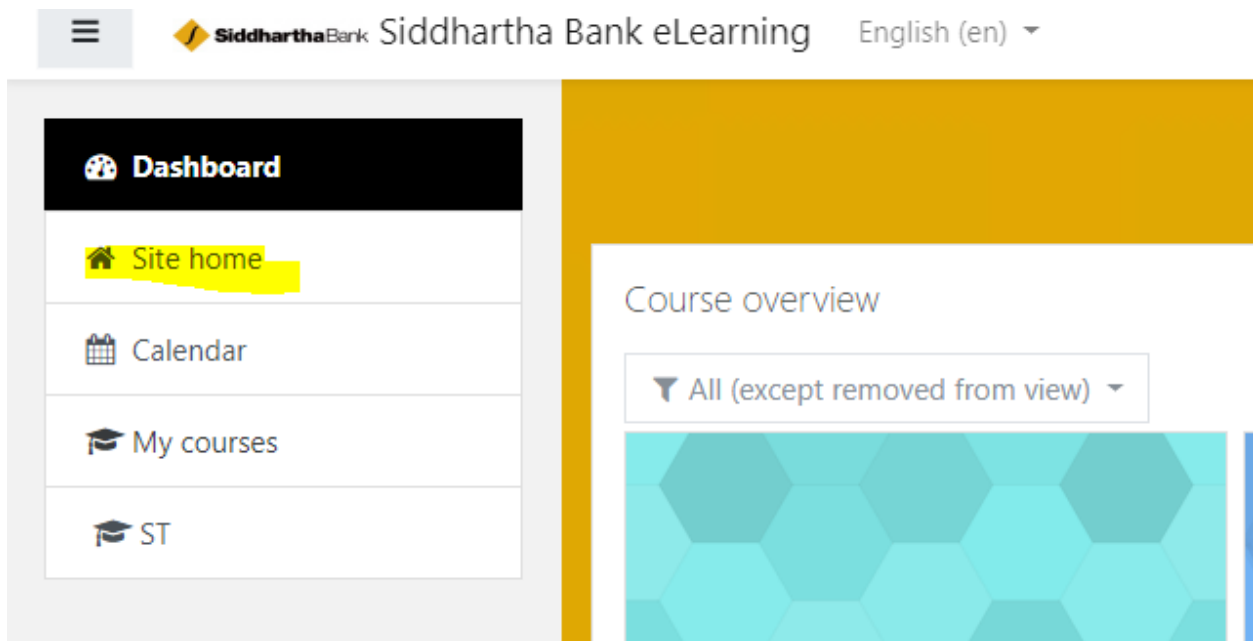 SiddharthaBank Siddhartha Bank eLearning English (en)
Dashboard
Site home
Calendar
My courses
ST
Course overview
All (except removed from view)